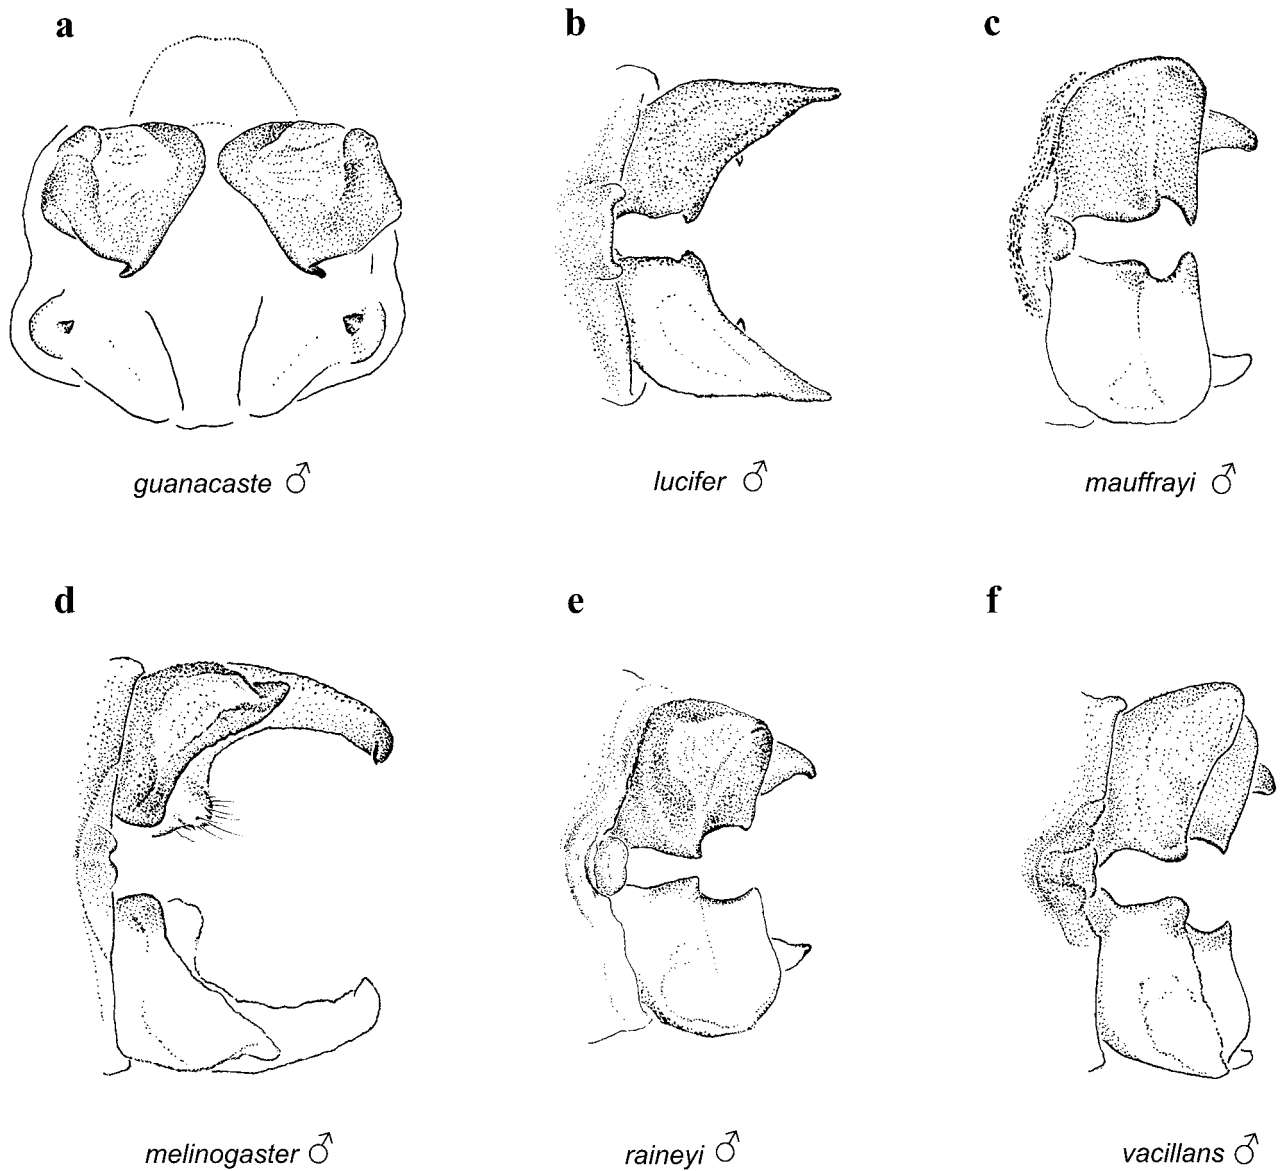 a b c
guanacaste ♂ lucifer ♂ mauffrayi ♂
d e f
melinogaster ♂ raineyi ♂ vacillans ♂